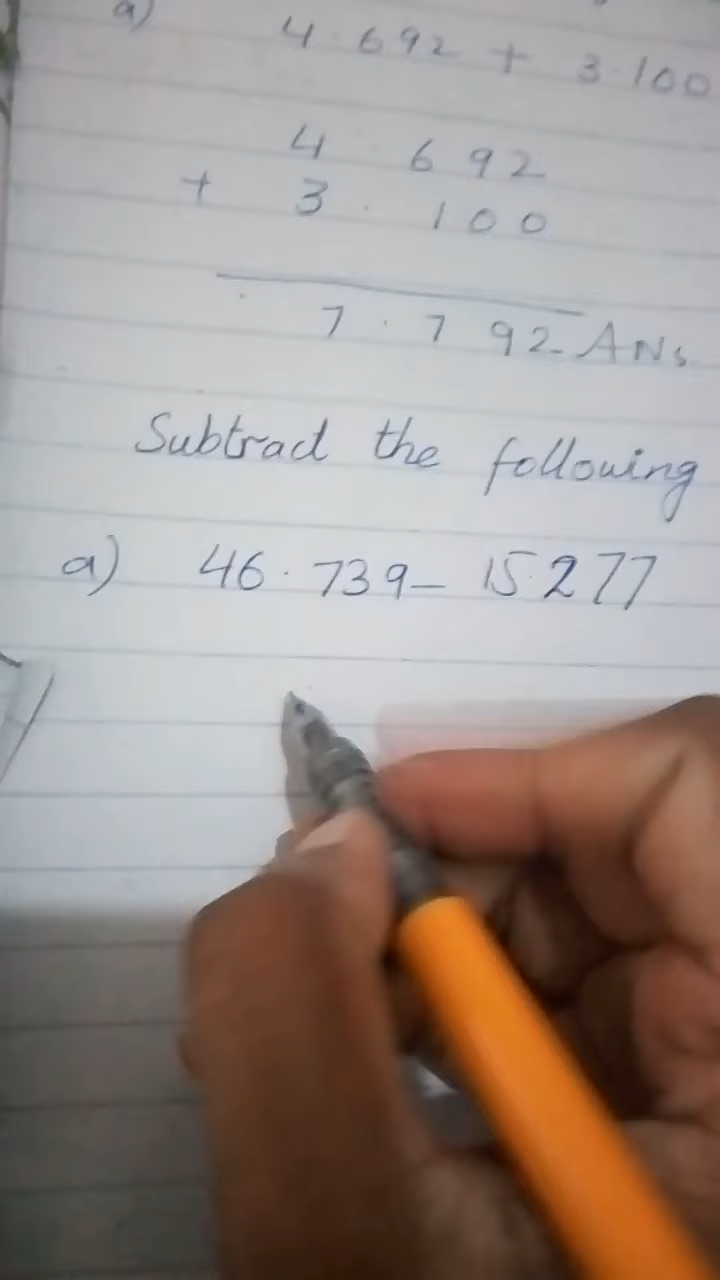 a) 4.692 + 3.100
4.692
+ 3.100
7.792 ANs
Subtract the following
a) 46.739 - 15.277